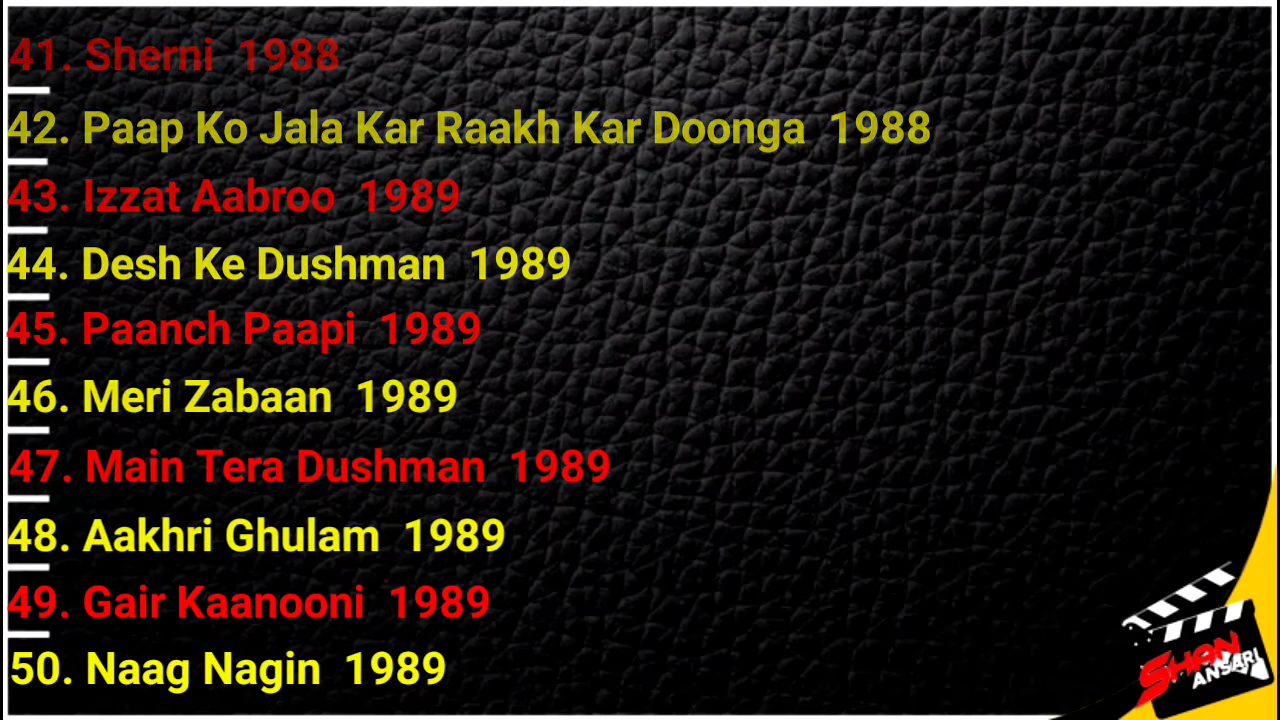 41. Sherni 1988
42. Paap Ko Jala Kar Raakh Kar Doonga 1988
43. Izzat Aabroo 1989
44. Desh Ke Dushman 1989
45. Paanch Paapi 1989
46. Meri Zabaan 1989
47. Main Tera Dushman 1989
48. Aakhri Ghulam 1989
49. Gair Kaanooni 1989
50. Naag Nagin 1989
SHAN
ANSARI